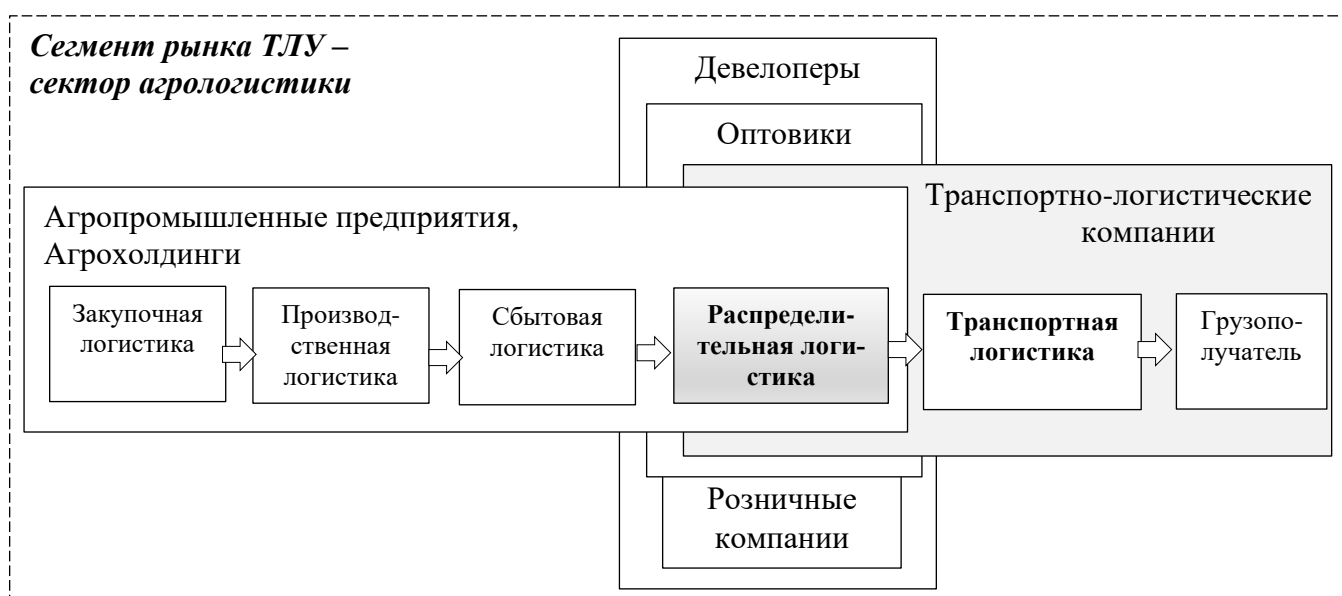 Сегмент рынка ТЛУ –
сектор агрологистики
Девелоперы
Оптовики
Транспортно-логистические
компании
Агропромышленные предприятия,
Агрохолдинги
Закупочная
логистика
Производ-
ственная
логистика
Сбытовая
логистика
Распредели-
тельная логи-
стика
Транспортная
логистика
Грузопо-
лучатель
Розничные
компании